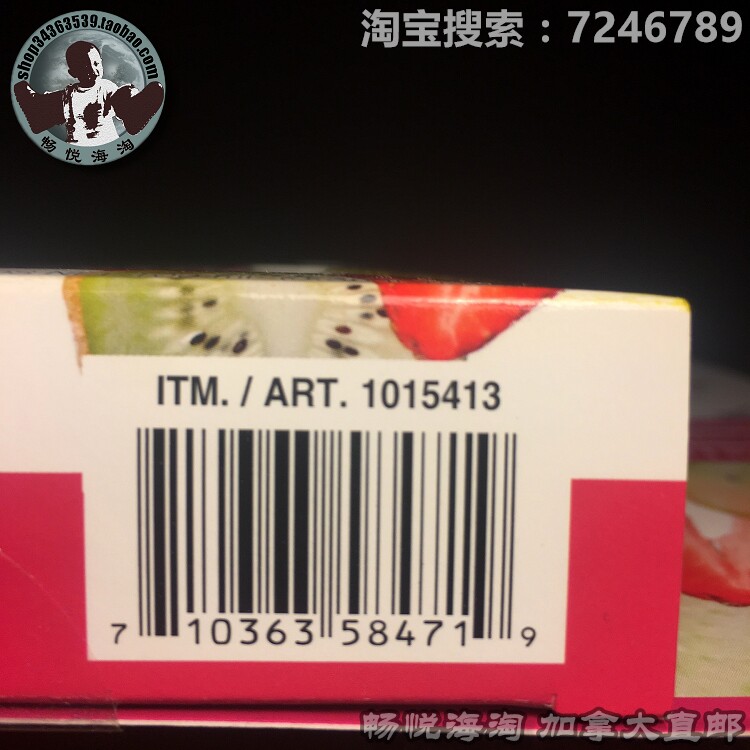 淘宝搜索：7246789
shop34363539.taobao.com
畅悦海淘
ITM. / ART. 1015413
7 10363 58471 9
畅悦海淘 加拿大直邮